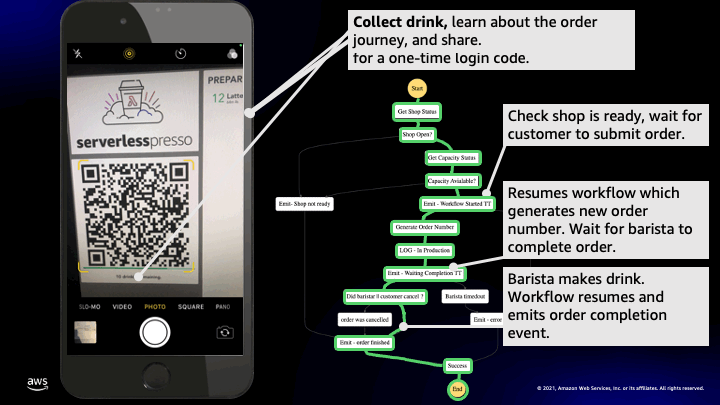 Collect drink, learn about the order
journey, and share.
for a one-time login code.
PREPAR
12 Latte
serverlesspresso
SLO-MO VIDEO PHOTO SQUARE PANO
Start
Get Shop Status
Shop Open?
Get Capacity Status
Capacity Avialable?
Emit- Shop not ready
Emit - Workflow Started TT
Generate Order Number
LOG - In Production
Emit - Waiting Completion TT
Did baristar ll customer cancel ?
Barista timedout
order was cancelled
Emit - error
Emit - order finished
Success
End
Check shop is ready, wait for
customer to submit order.
Resumes workflow which
generates new order
number. Wait for barista to
complete order.
Barista makes drink.
Workflow resumes and
emits order completion
event.
aws
© 2021, Amazon Web Services, Inc. or its affiliates. All rights reserved.